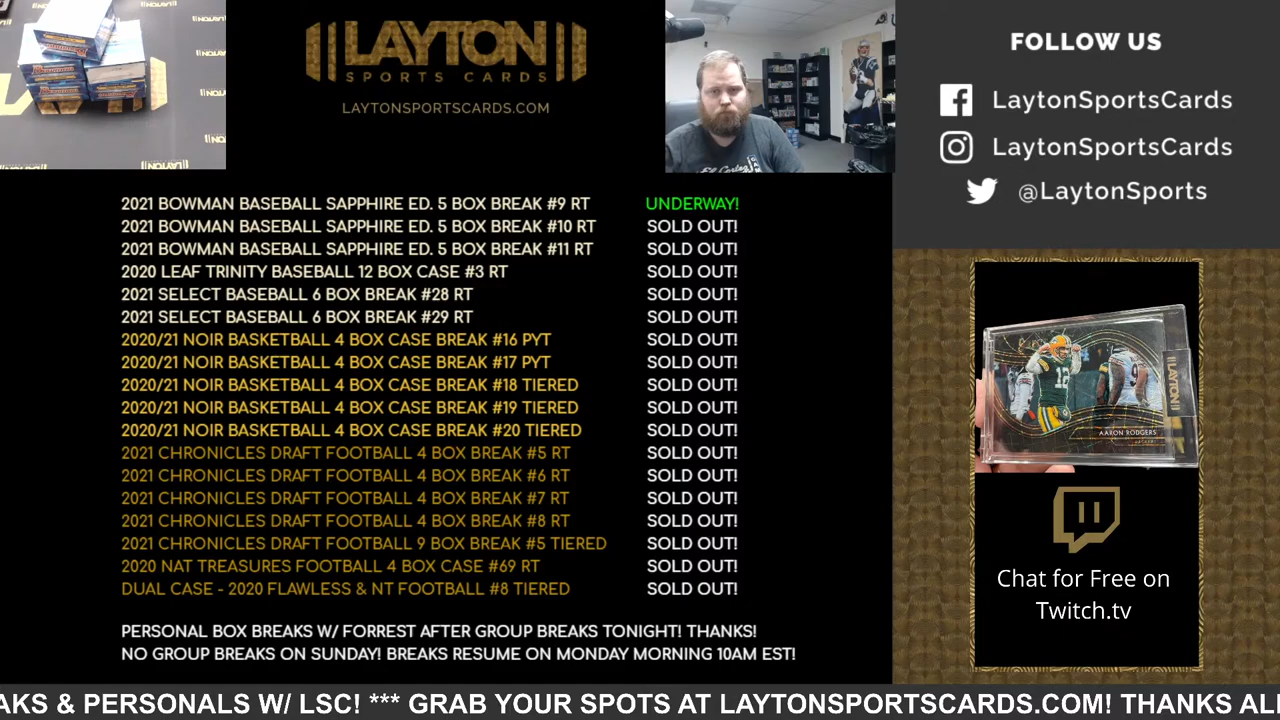 LAYTON
SPORTS CARDS
LAYTONSPORTSCARDS.COM
FOLLOW US
LaytonSportsCards
LaytonSportsCards
@LaytonSports
2021 BOWMAN BASEBALL SAPPHIRE ED. 5 BOX BREAK #9 RT UNDERWAY!
2021 BOWMAN BASEBALL SAPPHIRE ED. 5 BOX BREAK #10 RT SOLD OUT!
2021 BOWMAN BASEBALL SAPPHIRE ED. 5 BOX BREAK #11 RT SOLD OUT!
2020 LEAF TRINITY BASEBALL 12 BOX CASE #3 RT SOLD OUT!
2021 SELECT BASEBALL 6 BOX BREAK #28 RT SOLD OUT!
2021 SELECT BASEBALL 6 BOX BREAK #29 RT SOLD OUT!
2020/21 NOIR BASKETBALL 4 BOX CASE BREAK #16 PYT SOLD OUT!
2020/21 NOIR BASKETBALL 4 BOX CASE BREAK #17 PYT SOLD OUT!
2020/21 NOIR BASKETBALL 4 BOX CASE BREAK #18 TIERED SOLD OUT!
2020/21 NOIR BASKETBALL 4 BOX CASE BREAK #19 TIERED SOLD OUT!
2020/21 NOIR BASKETBALL 4 BOX CASE BREAK #20 TIERED SOLD OUT!
2021 CHRONICLES DRAFT FOOTBALL 4 BOX BREAK #5 RT SOLD OUT!
2021 CHRONICLES DRAFT FOOTBALL 4 BOX BREAK #6 RT SOLD OUT!
2021 CHRONICLES DRAFT FOOTBALL 4 BOX BREAK #7 RT SOLD OUT!
2021 CHRONICLES DRAFT FOOTBALL 4 BOX BREAK #8 RT SOLD OUT!
2021 CHRONICLES DRAFT FOOTBALL 9 BOX BREAK #5 TIERED SOLD OUT!
2020 NAT TREASURES FOOTBALL 4 BOX CASE #69 RT SOLD OUT!
DUAL CASE - 2020 FLAWLESS & NT FOOTBALL #8 TIERED SOLD OUT!
PERSONAL BOX BREAKS W/ FORREST AFTER GROUP BREAKS TONIGHT! THANKS!
NO GROUP BREAKS ON SUNDAY! BREAKS RESUME ON MONDAY MORNING 10AM EST!
AARON RODGERS
LAYTON
Chat for Free on
Twitch.tv
AKS & PERSONALS W/ LSC! *** GRAB YOUR SPOTS AT LAYTONSPORTSCARDS.COM! THANKS ALL